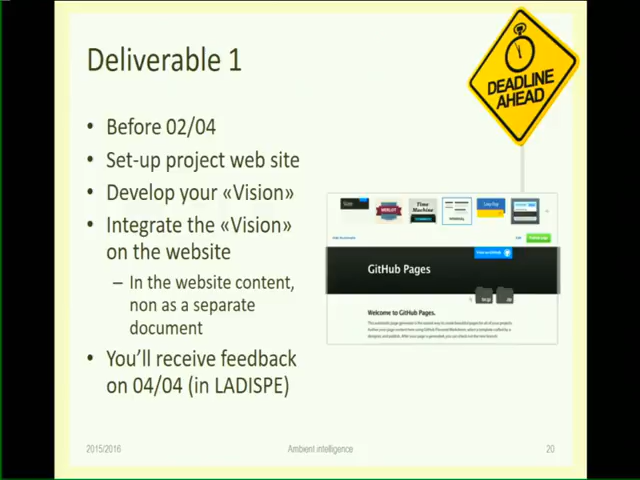 Deliverable 1
DEADLINE
AHEAD
• Before 02/04
• Set-up project web site
• Develop your «Vision»
• Integrate the «Vision»
on the website
– In the website content,
non as a separate
document
• You'll receive feedback
on 04/04 (in LADISPE)
MERLOT
Time
Machine
GitHub Pages
Welcome to GitHub Pages.
2015/2016
Ambient intelligence
20